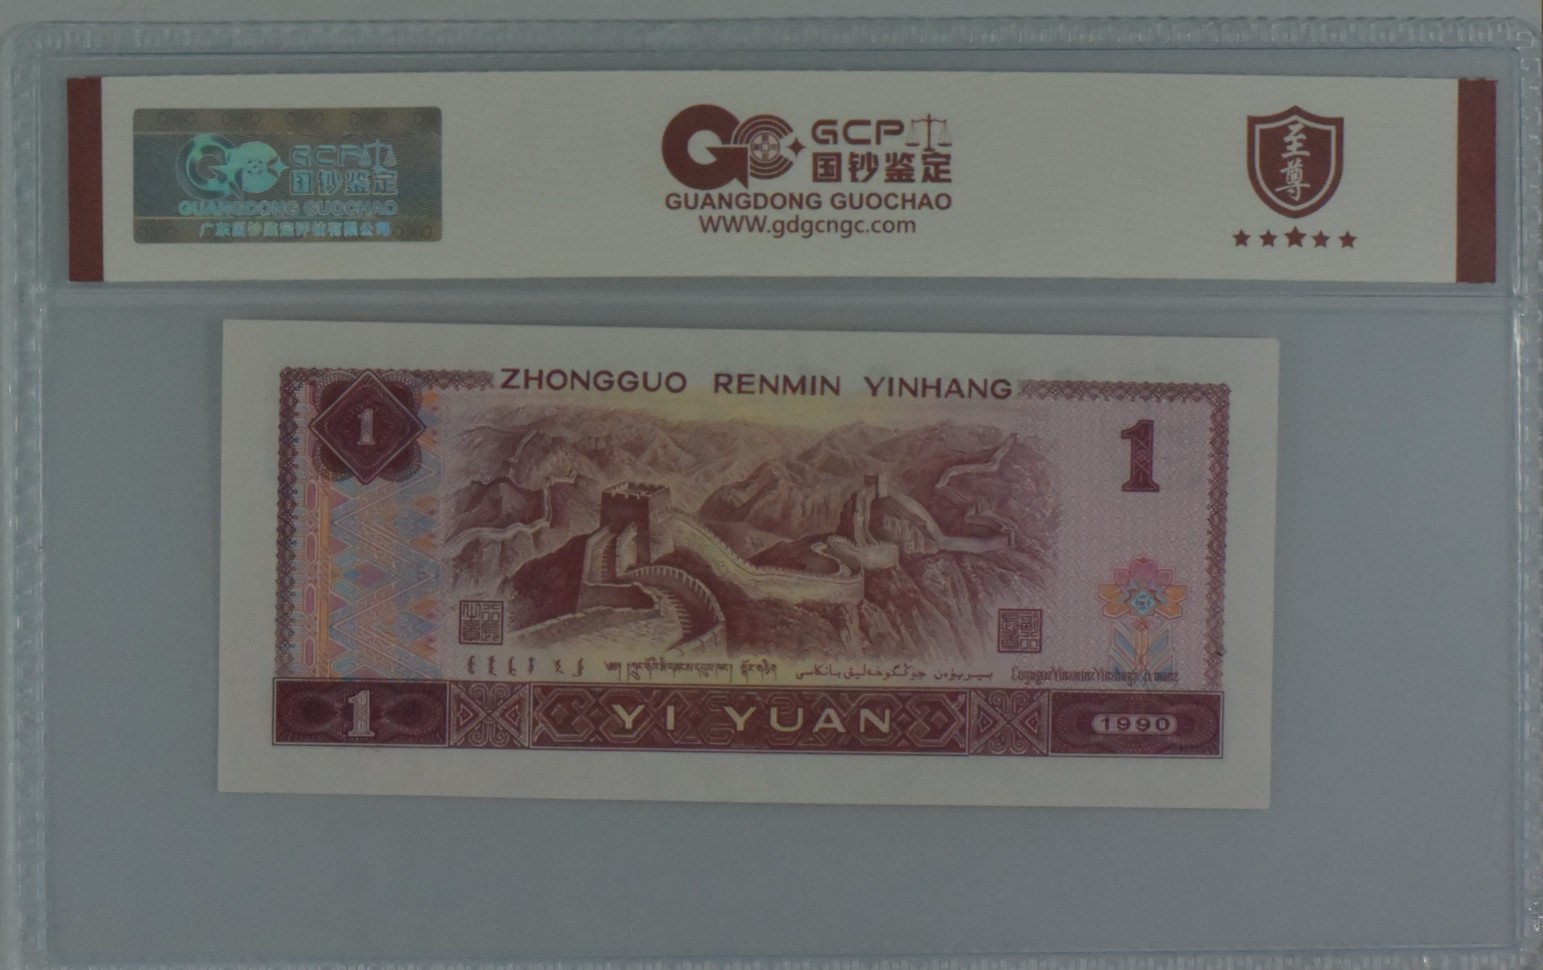 GCP
国钞鉴定
GUANGDONG GUOCHAO
GCP
国钞鉴定
GUANGDONG GUOCHAO
WWW.gdgcngc.com
至尊
ZHONGGUO RENMIN YINHANG
1
1
1
YI YUAN
1990